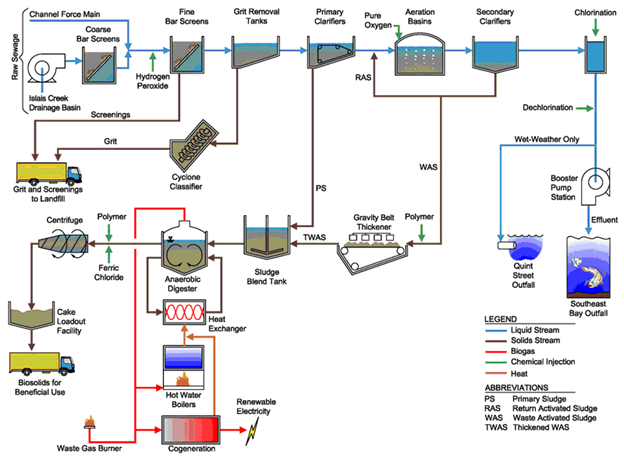 Channel Force Main
Raw Sewage
Coarse
Bar Screens
Islais Creek
Drainage Basin
Hydrogen
Peroxide
Fine
Bar Screens
Grit Removal
Tanks
Primary
Clarifiers
Pure
Oxygen
Aeration
Basins
RAS
Secondary
Clarifiers
Chlorination
Dechlorination
Screenings
Grit
Cyclone
Classifier
Grit and Screenings
to Landfill
PS
WAS
Wet-Weather Only
Booster
Pump
Station
Effluent
Quint
Street
Outfall
Southeast
Bay Outfall
Centrifuge
Polymer
Ferric
Chloride
Anaerobic
Digester
Sludge
Blend Tank
TWAS
Gravity Belt
Thickener
Polymer
Cake
Loadout
Facility
Heat
Exchanger
Biosolids for
Beneficial Use
Hot Water
Boilers
Waste Gas Burner
Cogeneration
Renewable
Electricity
LEGEND
Liquid Stream
Solids Stream
Biogas
Chemical Injection
Heat
ABBREVIATIONS
PS Primary Sludge
RAS Return Activated Sludge
WAS Waste Activated Sludge
TWAS Thickened WAS